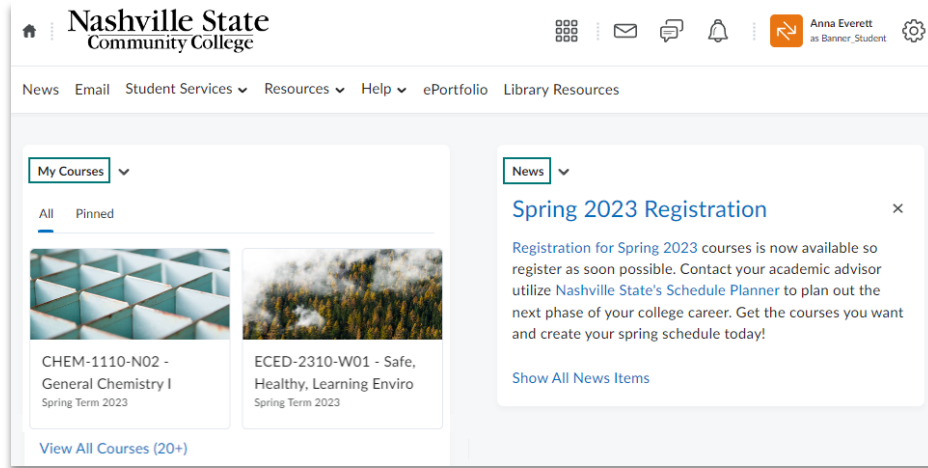 Nashville State
Community College
Anna Everett
as Banner_Student
News Email Student Services Resources Help ePortfolio Library Resources
My Courses
All Pinned
CHEM-1110-N02 -
General Chemistry I
Spring Term 2023
ECED-2310-W01 - Safe,
Healthy, Learning Enviro
Spring Term 2023
View All Courses (20+)
News
Spring 2023 Registration
Registration for Spring 2023 courses is now available so
register as soon possible. Contact your academic advisor
utilize Nashville State's Schedule Planner to plan out the
next phase of your college career. Get the courses you want
and create your spring schedule today!
Show All News Items